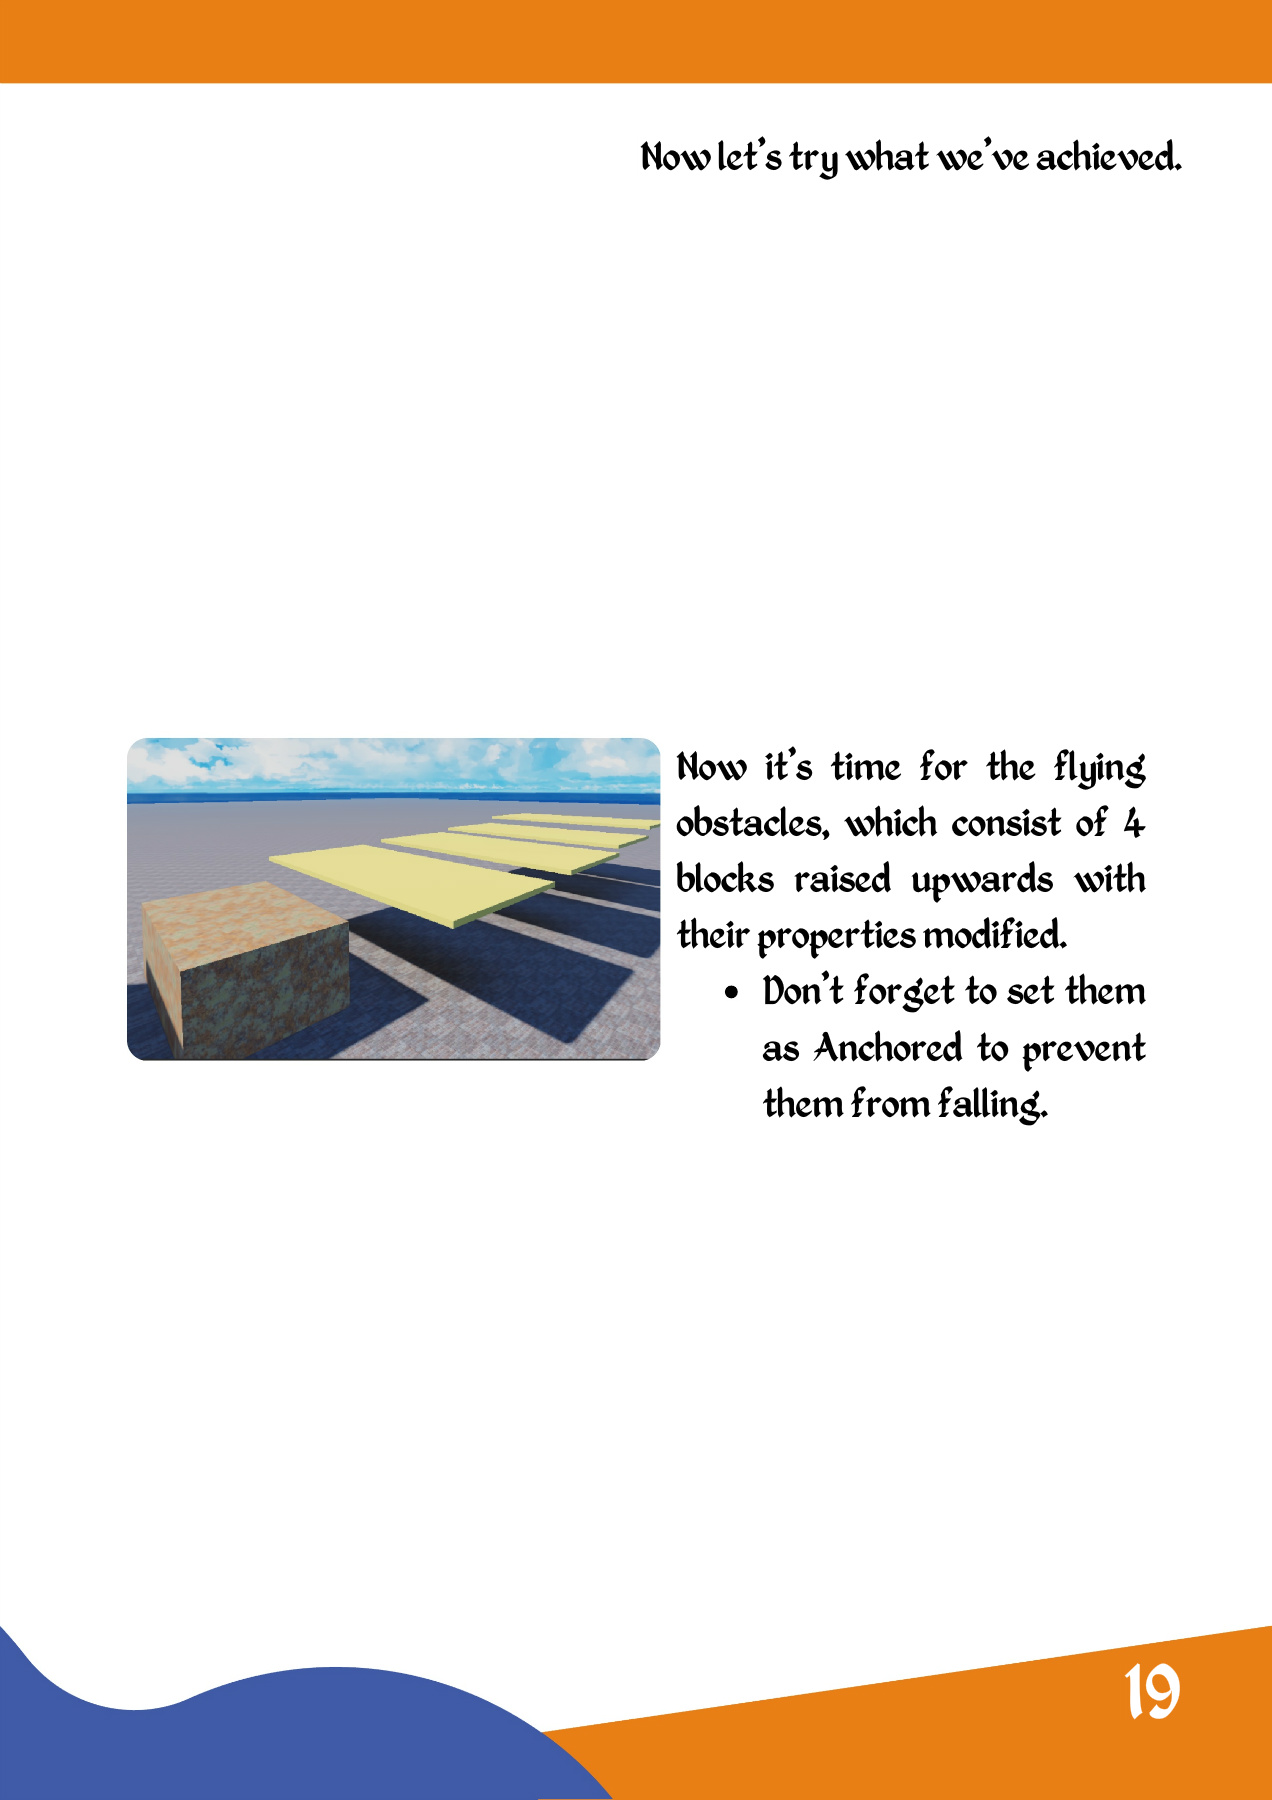 Now let's try what we've achieved.
Now it's time for the flying
obstacles, which consist of 4
blocks raised upwards with
their properties modified.
• Don't forget to set them
as Anchored to prevent
them from falling.
19